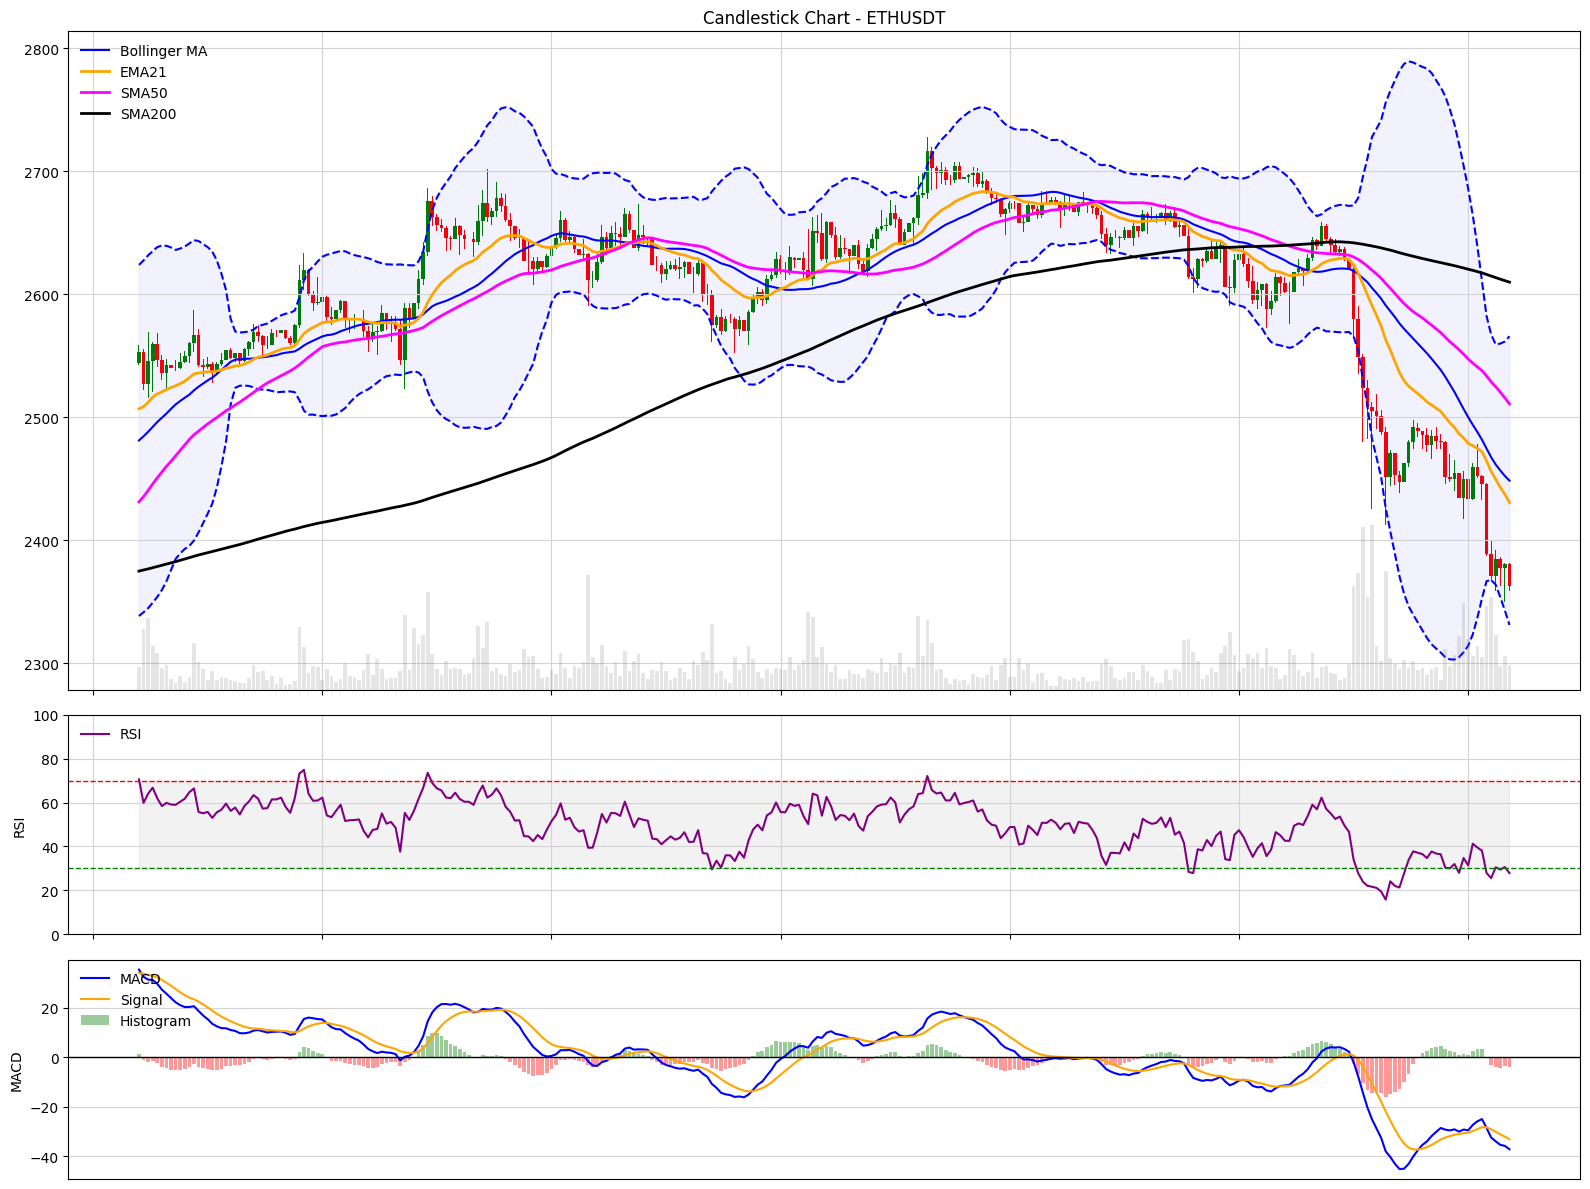 Candlestick Chart - ETHUSDT
2800
2700
2600
2500
2400
2300
Bollinger MA
EMA21
SMA50
SMA200
100
80
60
40
20
0
RSI
RSI
20
0
−20
−40
MACD
MACD
Signal
Histogram